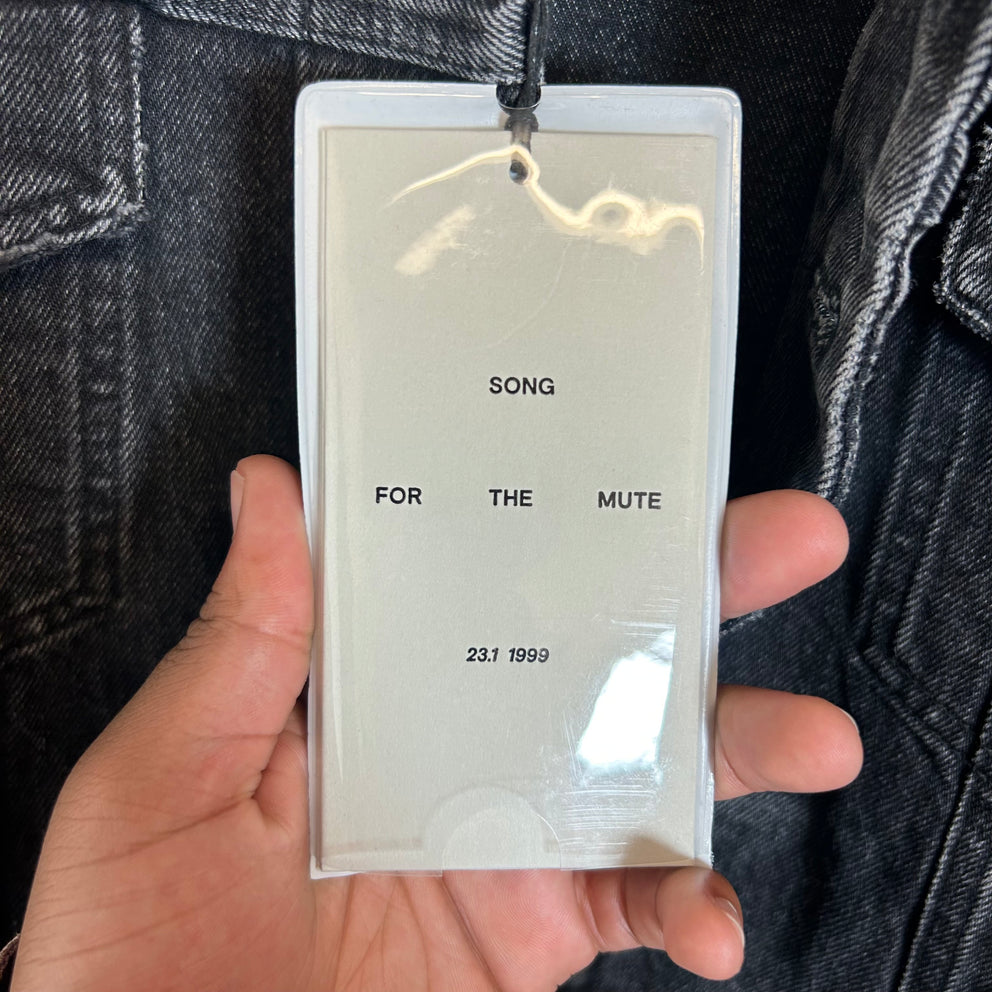 SONG
FOR THE MUTE
23.1 1999